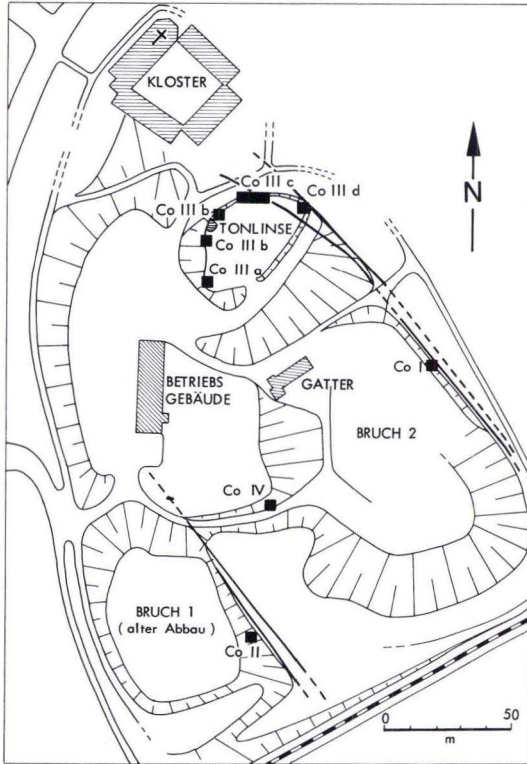 KLOSTER
N
Co III c
Co III d
Co III b
TONLINSE
Co III b
Co III a
Co I
BETRIEBS
GEBÄUDE
GATTER
BRUCH 2
Co IV
BRUCH 1
(alter Abbau)
Co II
0 50
m